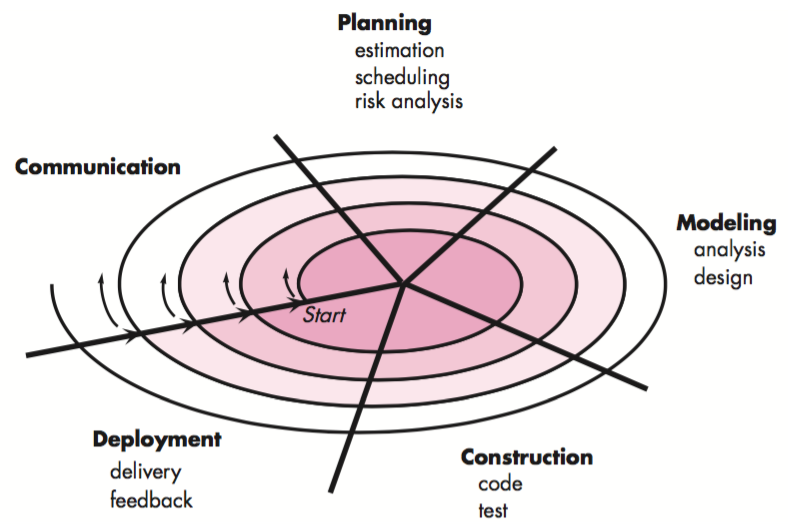 Planning
estimation
scheduling
risk analysis
Communication
Modeling
analysis
design
Start
Deployment
delivery
feedback
Construction
code
test